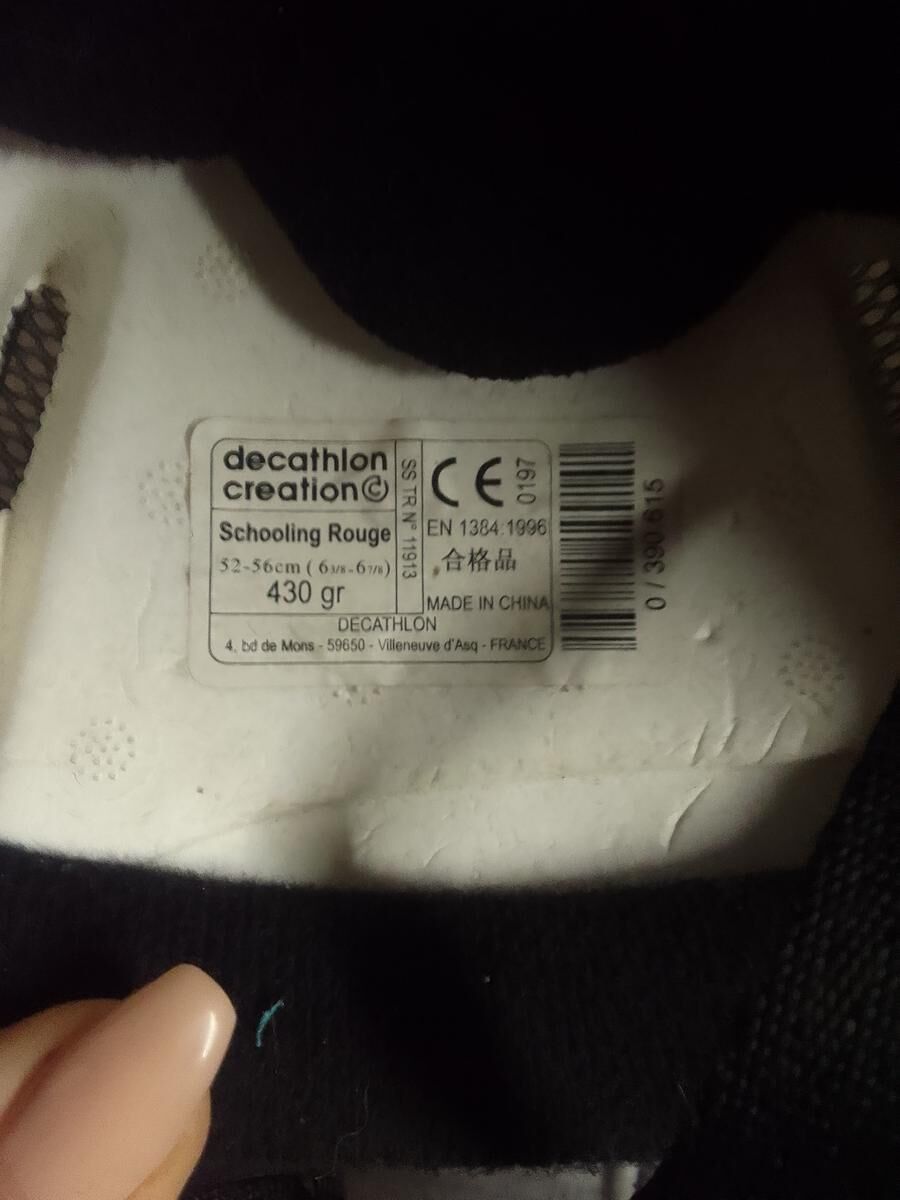 decathlon
creation©
Schooling Rouge
52-56cm ( 6 3/8 - 6 7/8)
430 gr
SS TR N° 11913
CE 0197
EN 1384:1996
合格品
MADE IN CHINA
DECATHLON
4, bd de Mons - 59650 - Villeneuve d'Asq - FRANCE
0 / 390 615